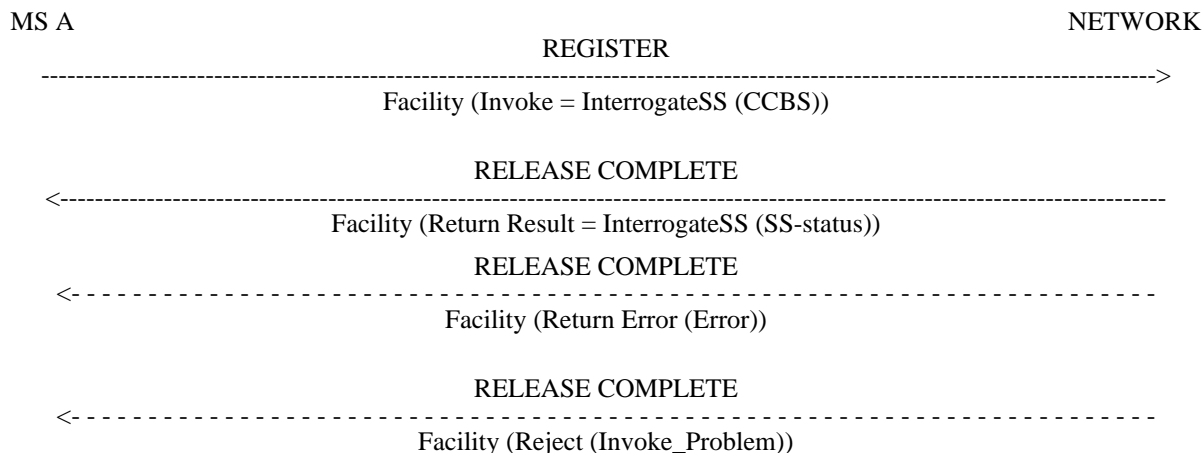 MS A NETWORK
REGISTER
Facility (Invoke = InterrogateSS (CCBS))
RELEASE COMPLETE
Facility (Return Result = InterrogateSS (SS-status))
RELEASE COMPLETE
Facility (Return Error (Error))
RELEASE COMPLETE
Facility (Reject (Invoke_Problem))